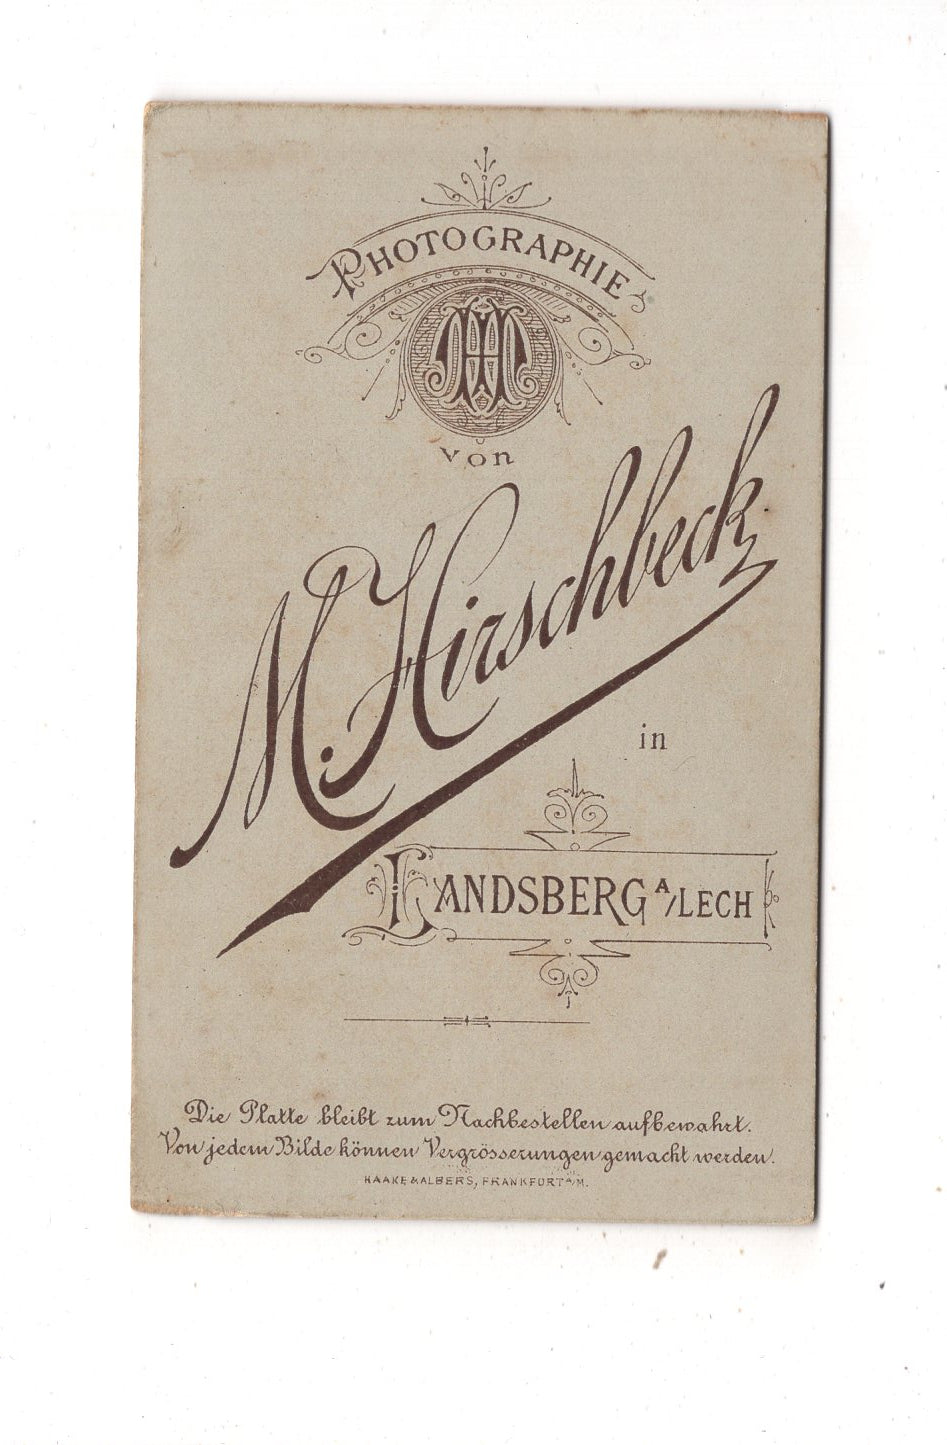 PHOTOGRAPHIE
MH
von
M. Hirschbeck
in
LANDSBERG A/LECH
Die Platte bleibt zum Nachbestellen aufbewahrt.
Von jedem Bilde können Vergrösserungen gemacht werden.
HAAKE & ALBERS, FRANKFURT A/M.